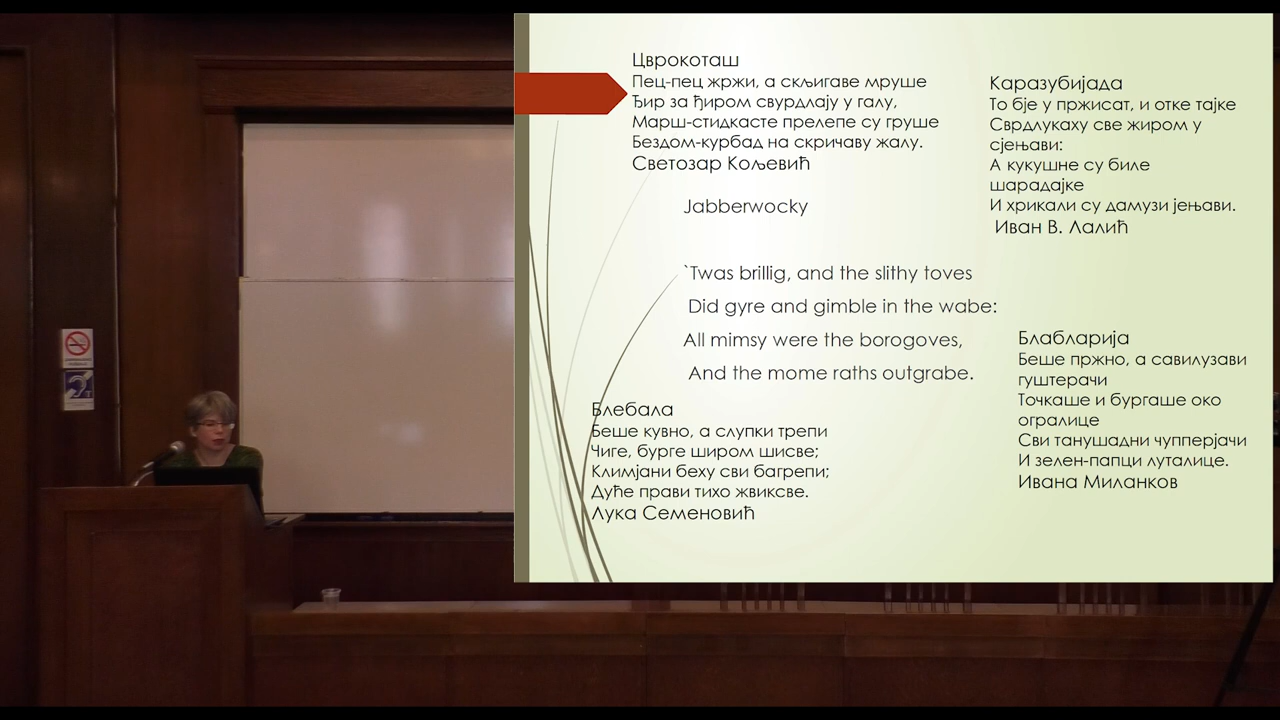 Цврокоташ
Пец-пец жржи, а скљигаве мруше
Ђир за ђиром свурдлају у галу,
Марш-стидкасте прелепе су груше
Бездом-курбад на скричаву жалу.
Светозар Кољевић
Каразубијада
То бје у пржисат, и отке тајке
Сврдлукаху све жиром у
сјењави:
А кукушне су биле
шарадајке
И хрикали су дамузи јењави.
Иван В. Лалић
Jabberwocky
`Twas brillig, and the slithy toves
Did gyre and gimble in the wabe:
All mimsy were the borogoves,
And the mome raths outgrabe.
Блабларија
Беше пржно, а савилузави
гуштерачи
Точкаше и бургаше око
огралице
Сви танушадни чупперјачи
И зелен-папци луталице.
Ивана Миланков
Блебала
Беше кувно, а слупки трепи
Чиге, бурге широм шисве;
Климјани беху сви багрепи;
Дуће прави тихо жвиксве.
Лука Семеновић